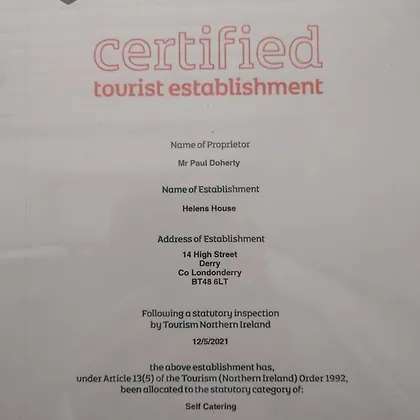 certified
tourist establishment
Name of Proprietor
Mr Paul Doherty
Name of Establishment
Helens House
Address of Establishment
14 High Street
Derry
Co Londonderry
BT48 6LT
Following a statutory inspection
by Tourism Northern Ireland
12/5/2021
the above establishment has,
under Article 13(5) of the Tourism (Northern Ireland) Order 1992,
been allocated to the statutory category of:
Self Catering